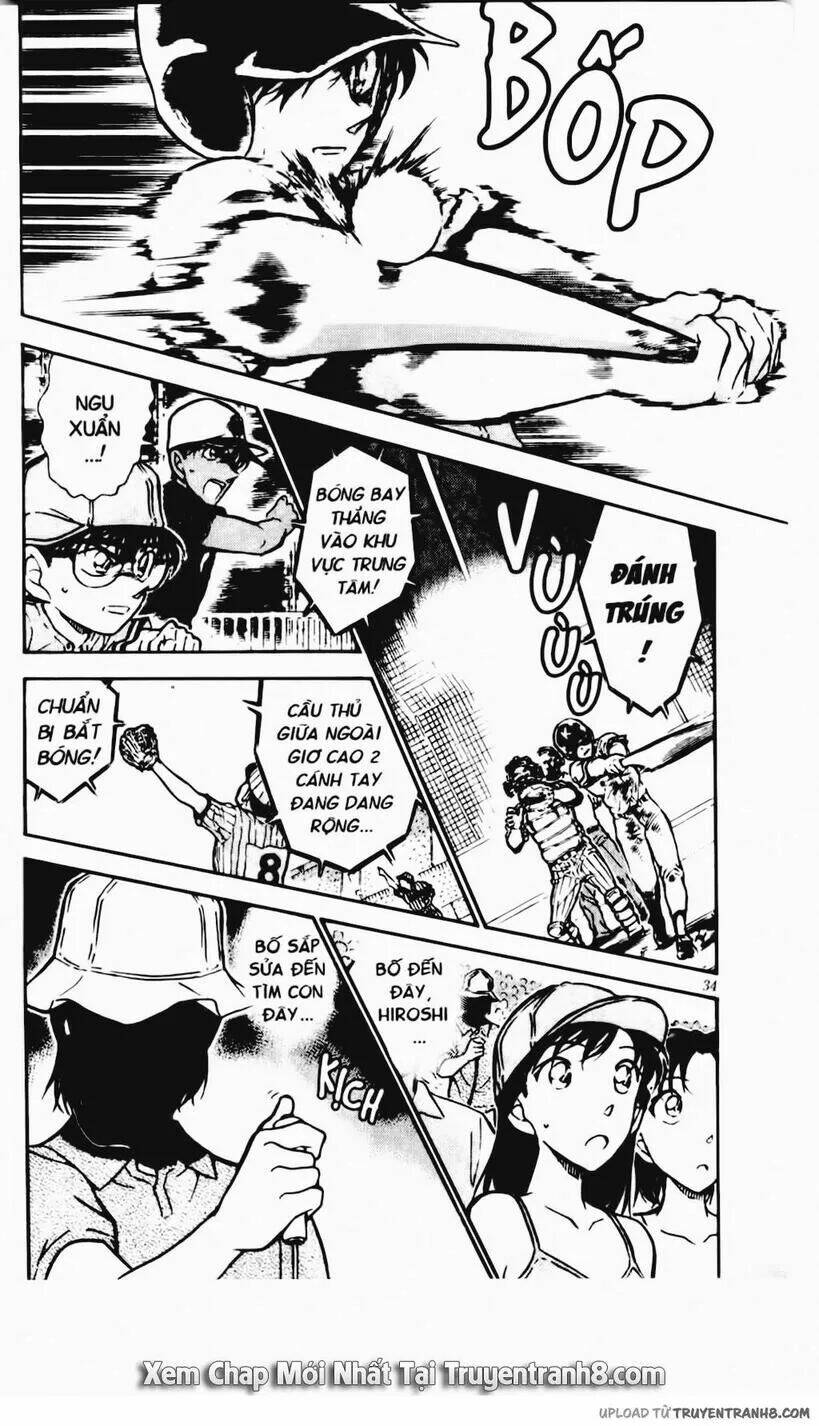 BỐP
ĐÁNH
TRÚNG
!
VÙ Ừ Ừ Ừ
BÓNG BAY
THẲNG
VÀO KHU
VỰC TRUNG
TÂM!
NGU
XUẨN
...!
CHUẨN
BỊ BẮT
BÓNG!
CẦU THỦ
GIỮA NGOÀI
GIƠ CAO 2
CÁNH TAY
ĐANG DANG
RỘNG...
8
34
BỐ SẮP
SỬA ĐẾN
TÌM CON
ĐÂY...
KỊCH
BỐ ĐẾN
ĐÂY,
HIROSHI
...
Xem Chap Mới Nhất Tại Truyentranh8.com
UPLOAD TỪ TRUYENTRANH8.COM